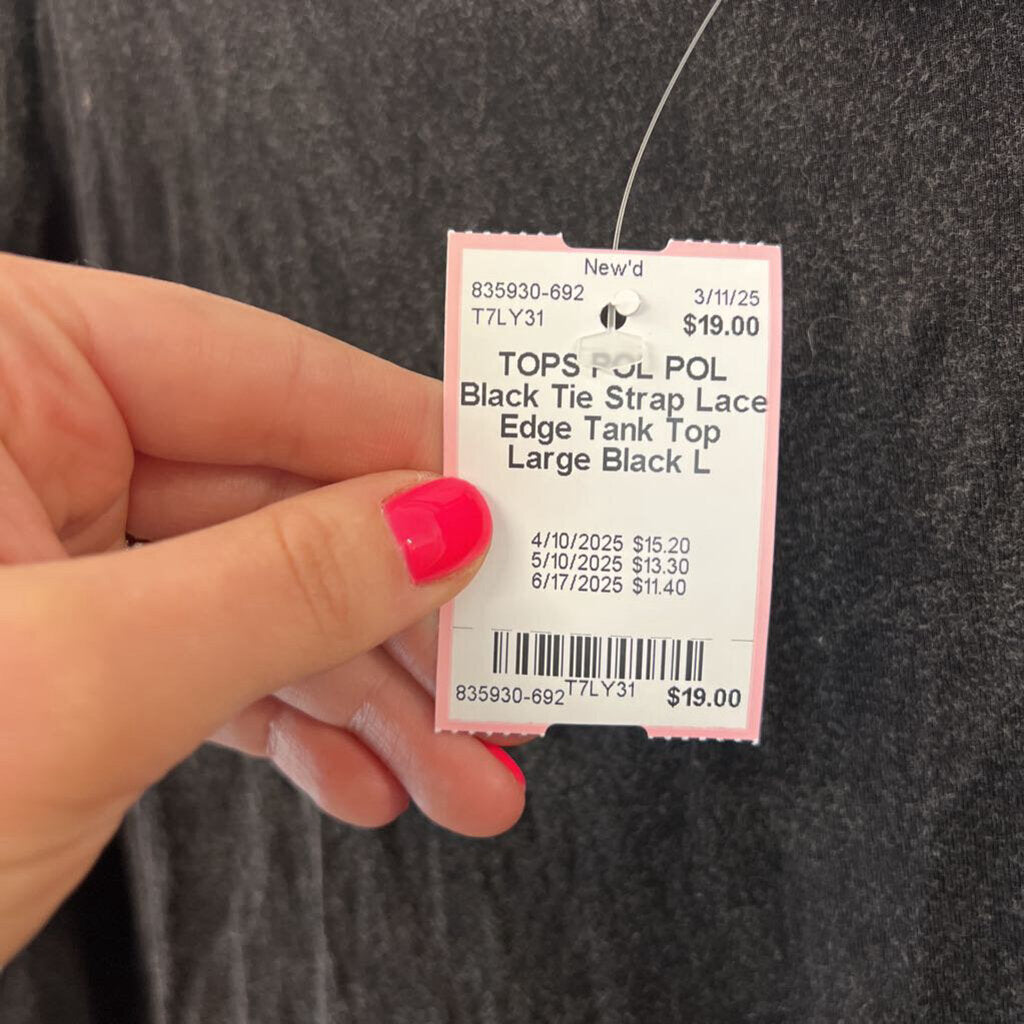 New'd
835930-692 3/11/25
T7LY31 $19.00
TOPS POL POL
Black Tie Strap Lace
Edge Tank Top
Large Black L
4/10/2025 $15.20
5/10/2025 $13.30
6/17/2025 $11.40
835930-692 T7LY31 $19.00